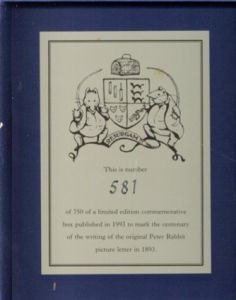 RESURGAM
This is number
581
of 750 of a limited edition commemorative
box published in 1993 to mark the centenary
of the writing of the original Peter Rabbit
picture letter in 1893.